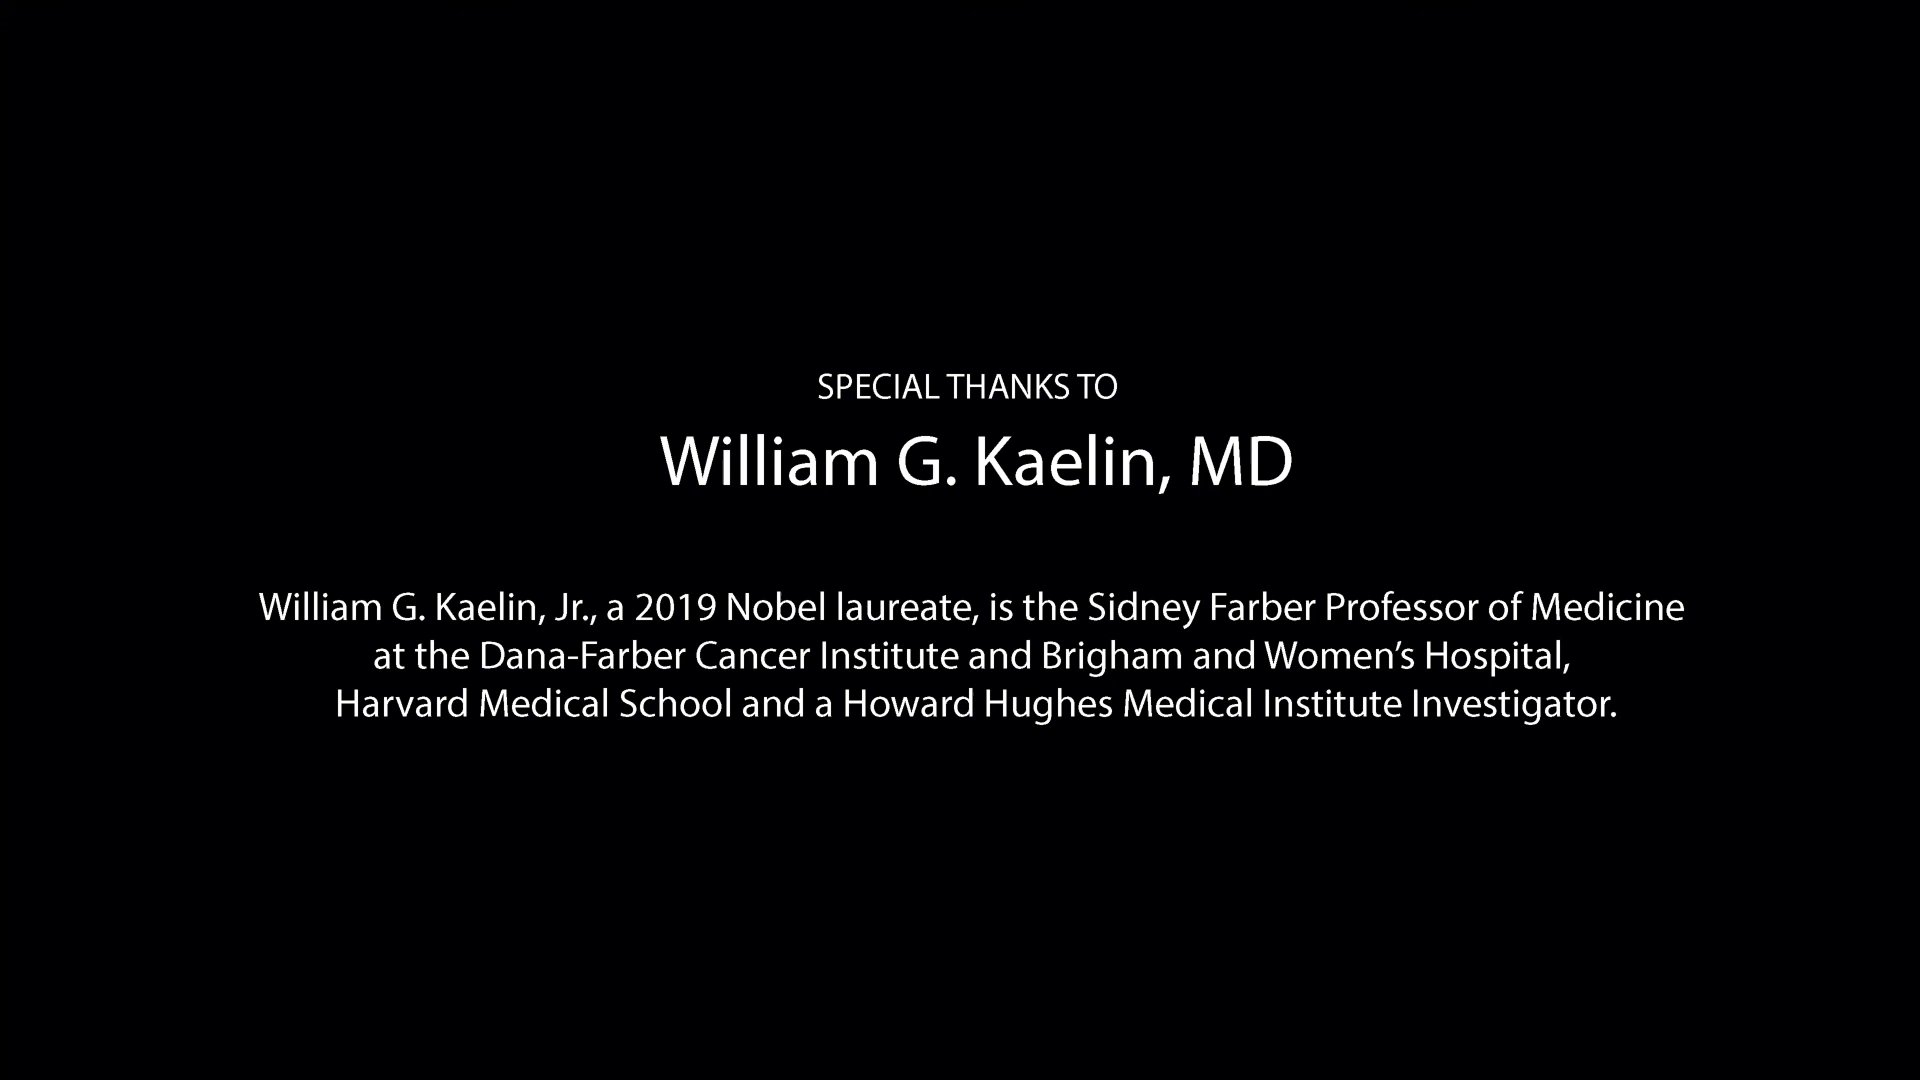 SPECIAL THANKS TO
William G. Kaelin, MD
William G. Kaelin, Jr., a 2019 Nobel laureate, is the Sidney Farber Professor of Medicine
at the Dana-Farber Cancer Institute and Brigham and Women’s Hospital,
Harvard Medical School and a Howard Hughes Medical Institute Investigator.